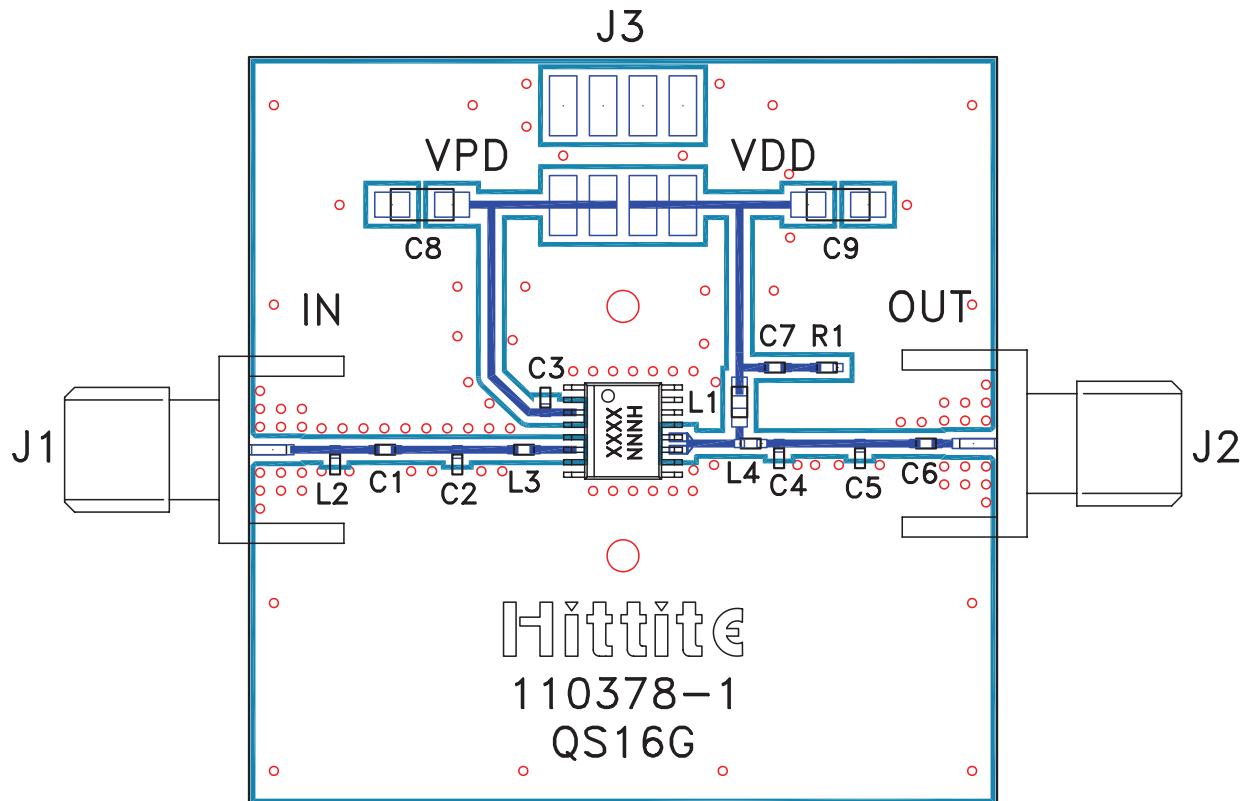 J3
VPD
VDD
C8
C9
IN
OUT
C7
R1
C3
L1
XXXX
HNNN
J1
J2
L2
C1
C2
L3
L4
C4
C5
C6
Hittite
110378-1
QS16G